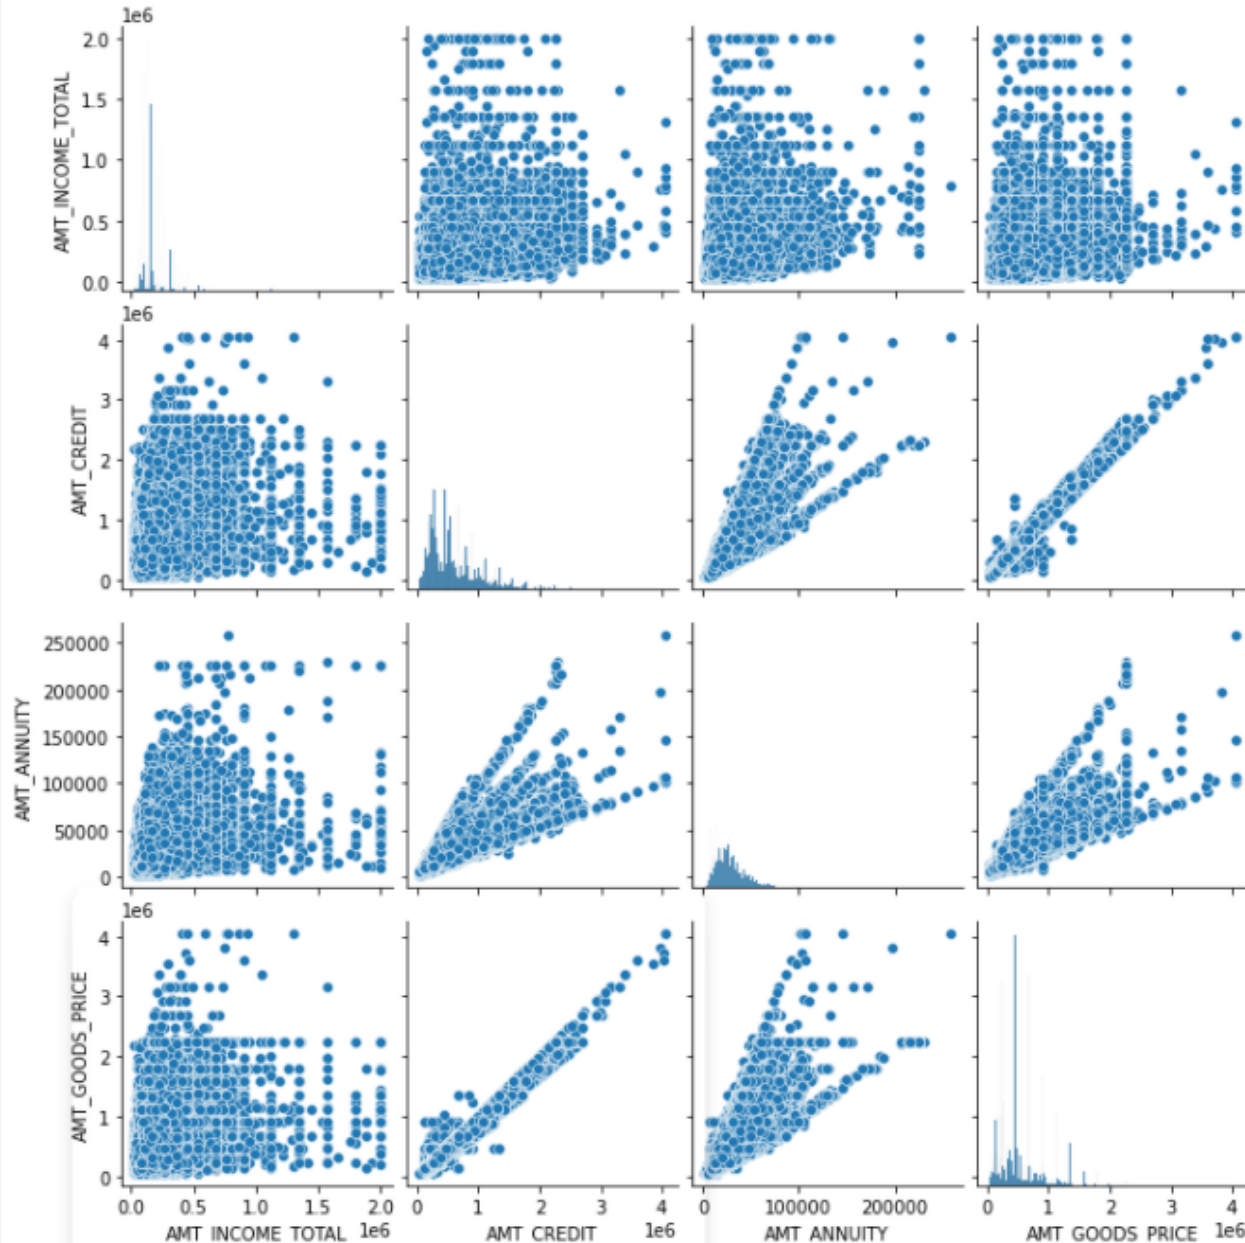 1e6
2.0
1.5
1.0
0.5
0.0
AMT_INCOME_TOTAL
1e6
4
3
2
1
0
AMT_CREDIT
250000
200000
150000
100000
50000
0
AMT_ANNUITY
1e6
4
3
2
1
0
AMT_GOODS_PRICE
0.0 0.5 1.0 1.5 2.0 0 1 2 3 4 0 100000 200000 0 1 2 3 4
AMT_INCOME_TOTAL 1e6 AMT_CREDIT 1e6 AMT_ANNUITY AMT_GOODS_PRICE 1e6